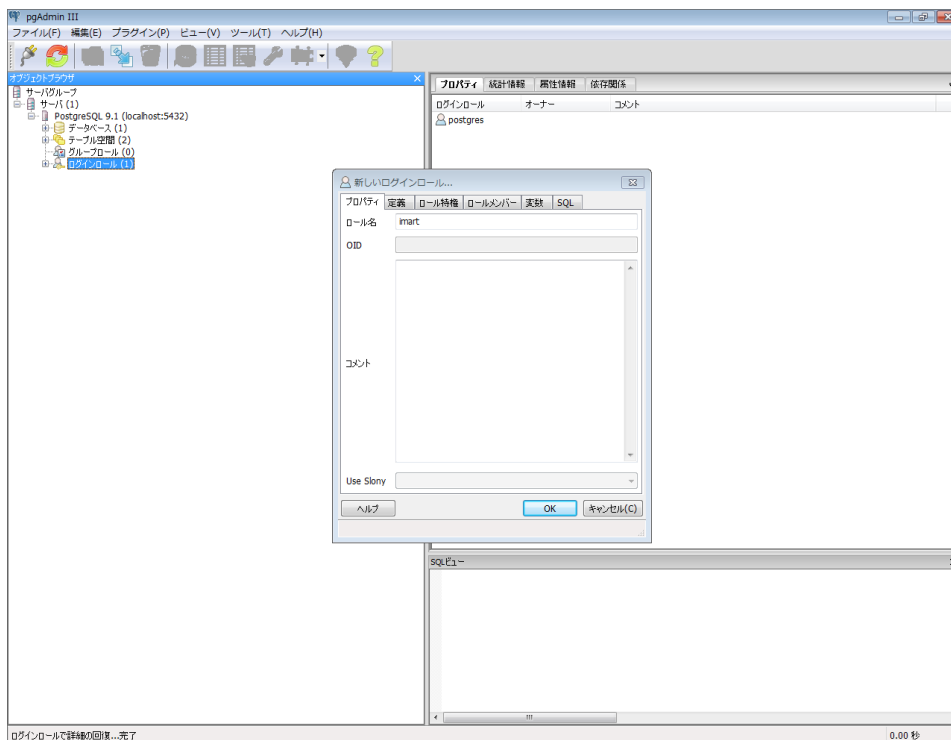 pgAdmin III
ファイル(F) 編集(E) プラグイン(P) ビュー(V) ツール(T) ヘルプ(H)
オブジェクトブラウザ
サーバグループ
サーバ (1)
PostgreSQL 9.1 (localhost:5432)
データベース (1)
テーブル空間 (2)
グループロール (0)
ログインロール (1)
プロパティ 統計情報 属性情報 依存関係
ログインロール オーナー コメント
postgres
新しいログインロール...
プロパティ 定義 ロール特権 ロールメンバー 変数 SQL
ロール名 imart
OID
コメント
Use Slony
ヘルプ OK キャンセル(C)
SQLビュー
ログインロールで詳細の回復...完了 0.00 秒